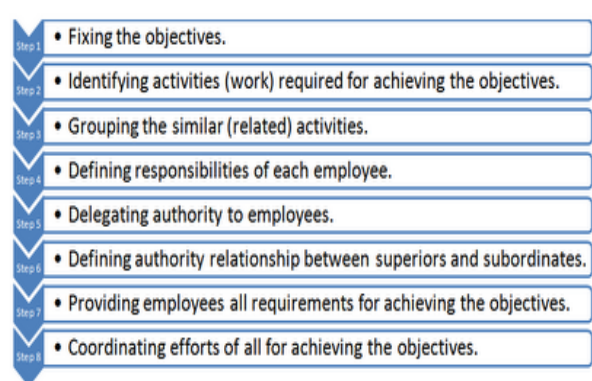 Step 1
• Fixing the objectives.
Step 2
• Identifying activities (work) required for achieving the objectives.
Step 3
• Grouping the similar (related) activities.
Step 4
• Defining responsibilities of each employee.
Step 5
• Delegating authority to employees.
Step 6
• Defining authority relationship between superiors and subordinates.
Step 7
• Providing employees all requirements for achieving the objectives.
Step 8
• Coordinating efforts of all for achieving the objectives.